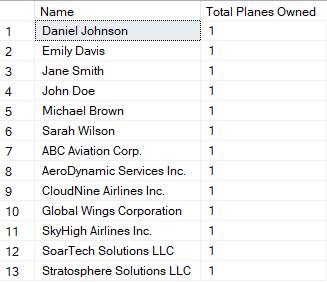 Name Total Planes Owned
1 Daniel Johnson 1
2 Emily Davis 1
3 Jane Smith 1
4 John Doe 1
5 Michael Brown 1
6 Sarah Wilson 1
7 ABC Aviation Corp. 1
8 AeroDynamic Services Inc. 1
9 CloudNine Airlines Inc. 1
10 Global Wings Corporation 1
11 SkyHigh Airlines Inc. 1
12 SoarTech Solutions LLC 1
13 Stratosphere Solutions LLC 1